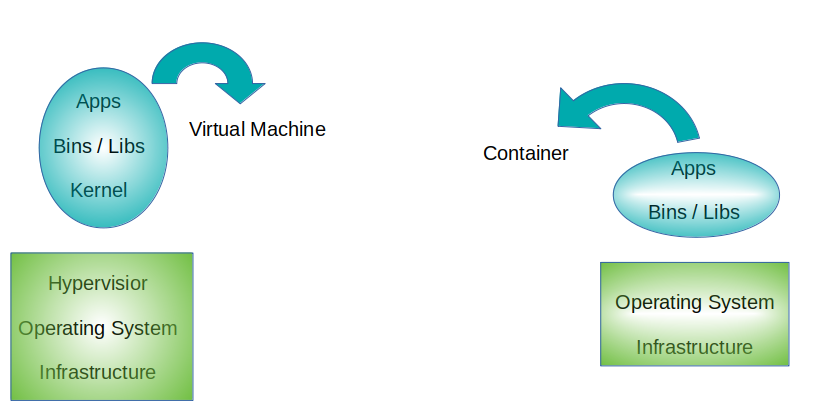 Apps
Bins / Libs
Kernel
Virtual Machine
Hypervisior
Operating System
Infrastructure
Container
Apps
Bins / Libs
Operating System
Infrastructure